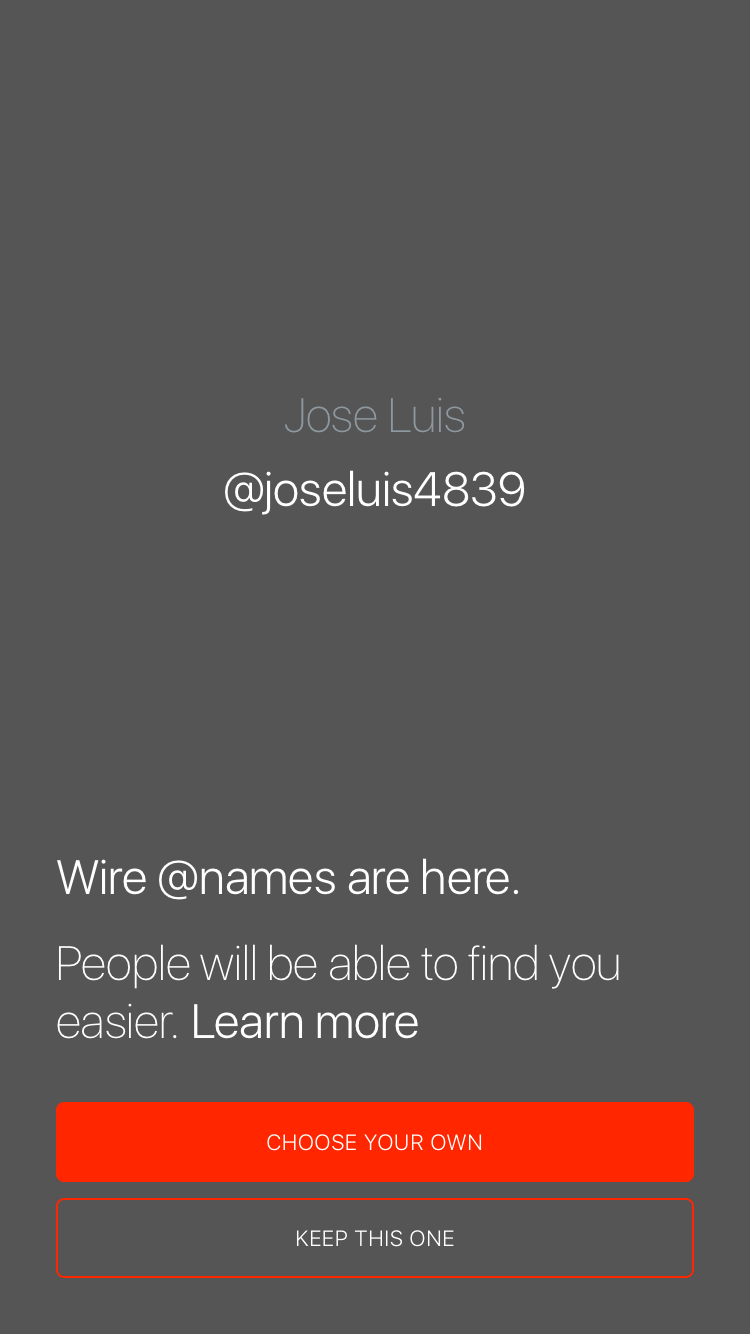 Jose Luis
@joseluis4839
Wire @names are here.
People will be able to find you
easier. Learn more
CHOOSE YOUR OWN
KEEP THIS ONE